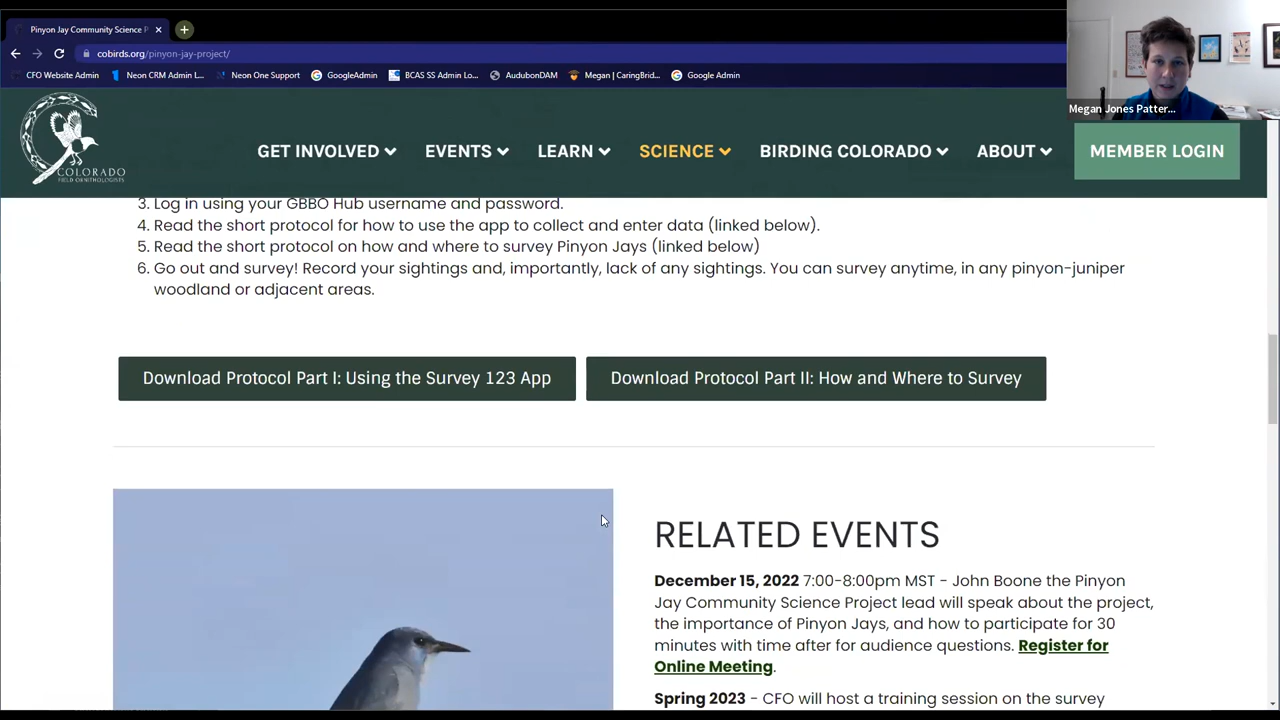 Pinyon Jay Community Science P
cobirds.org/pinyon-jay-project/
CFO Website Admin Neon CRM Admin L... Neon One Support GoogleAdmin BCAS SS Admin Lo... AudubonDAM Megan | CaringBrid... Google Admin
Megan Jones Patter...
COLORADO
FIELD ORNITHOLOGISTS
GET INVOLVED EVENTS LEARN SCIENCE BIRDING COLORADO ABOUT MEMBER LOGIN
3. Log in using your GBBO Hub username and password.
4. Read the short protocol for how to use the app to collect and enter data (linked below).
5. Read the short protocol on how and where to survey Pinyon Jays (linked below)
6. Go out and survey! Record your sightings and, importantly, lack of any sightings. You can survey anytime, in any pinyon-juniper
woodland or adjacent areas.
Download Protocol Part I: Using the Survey 123 App Download Protocol Part II: How and Where to Survey
RELATED EVENTS
December 15, 2022 7:00-8:00pm MST - John Boone the Pinyon
Jay Community Science Project lead will speak about the project,
the importance of Pinyon Jays, and how to participate for 30
minutes with time after for audience questions. Register for
Online Meeting.
Spring 2023 - CFO will host a training session on the survey